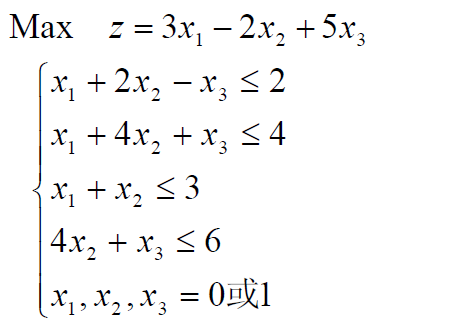 Max z = 3x₁ − 2x₂ + 5x₃
x₁ + 2x₂ − x₃ ≤ 2
x₁ + 4x₂ + x₃ ≤ 4
x₁ + x₂ ≤ 3
4x₂ + x₃ ≤ 6
x₁, x₂, x₃ = 0或1